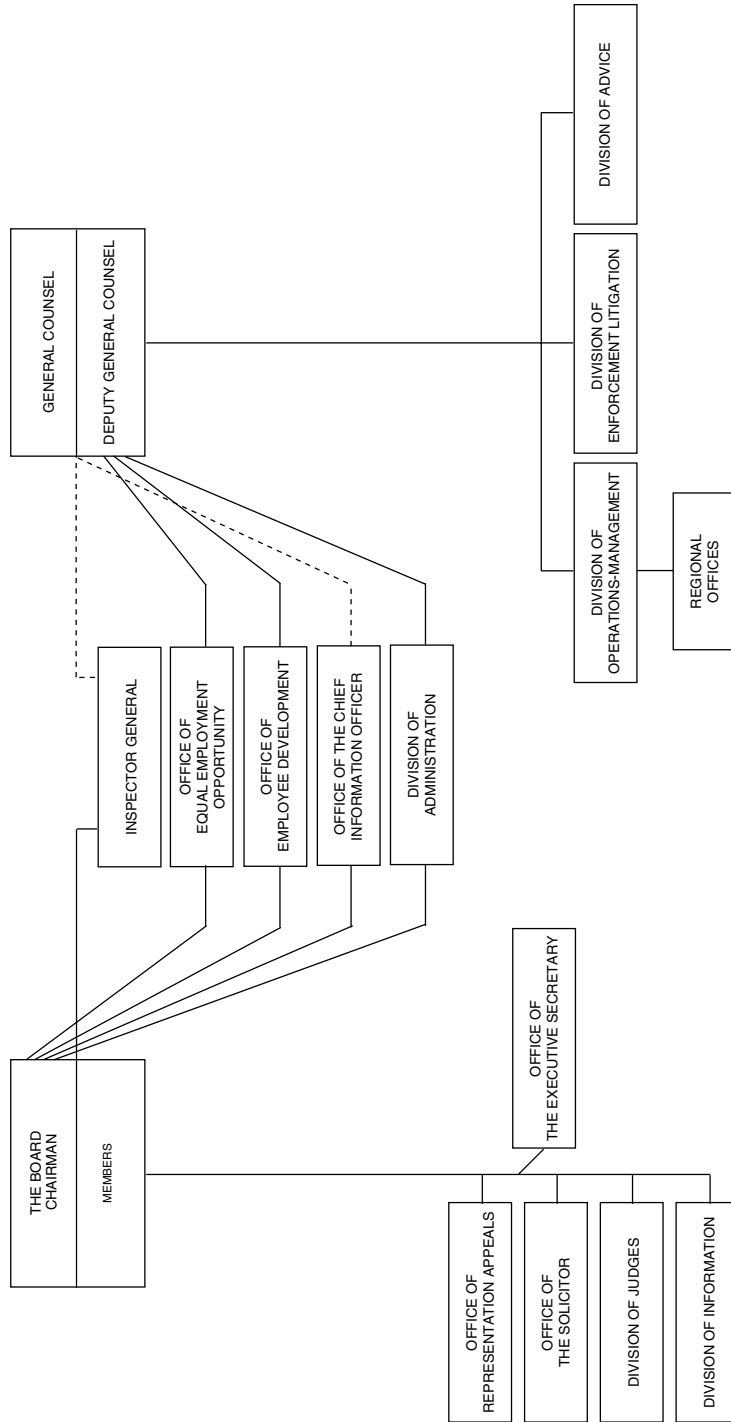 THE BOARD
CHAIRMAN
MEMBERS
GENERAL COUNSEL
DEPUTY GENERAL COUNSEL
INSPECTOR GENERAL
OFFICE OF
EQUAL EMPLOYMENT
OPPORTUNITY
OFFICE OF
EMPLOYEE DEVELOPMENT
OFFICE OF THE CHIEF
INFORMATION OFFICER
DIVISION OF
ADMINISTRATION
OFFICE OF
THE EXECUTIVE SECRETARY
OFFICE OF
REPRESENTATION APPEALS
OFFICE OF
THE SOLICITOR
DIVISION OF JUDGES
DIVISION OF INFORMATION
DIVISION OF
OPERATIONS-MANAGEMENT
DIVISION OF
ENFORCEMENT LITIGATION
DIVISION OF ADVICE
REGIONAL
OFFICES